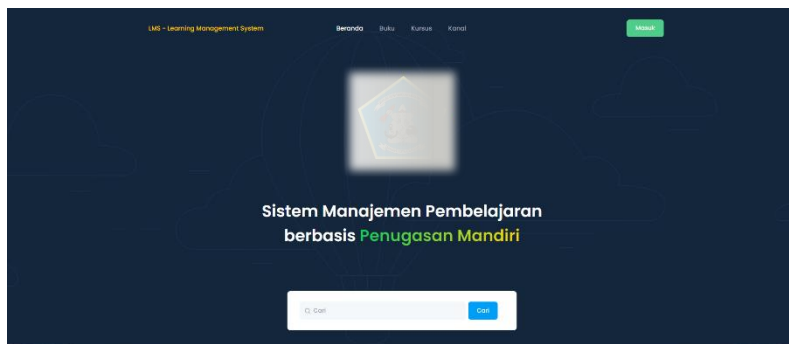 LMS - Learning Management System
Beranda Buku Kursus Kanal
Masuk
Sistem Manajemen Pembelajaran
berbasis Penugasan Mandiri
Cari
Cari